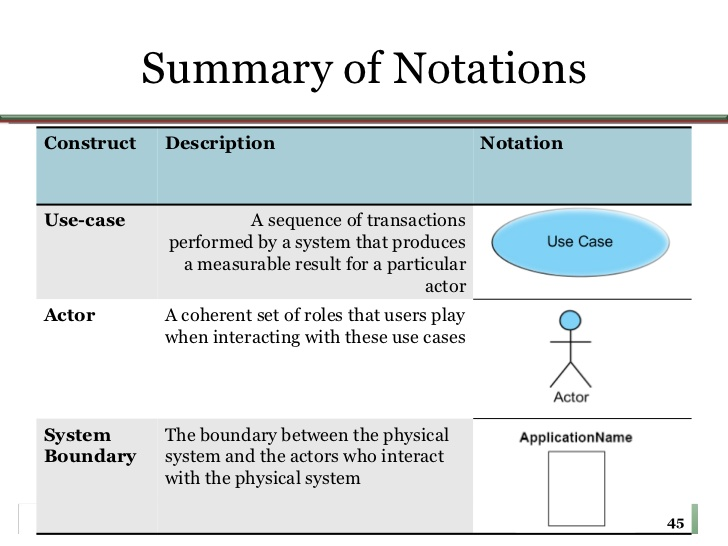 Summary of Notations
Construct Description Notation
Use-case
A sequence of transactions
performed by a system that produces
a measurable result for a particular
actor
Use Case
Actor
A coherent set of roles that users play
when interacting with these use cases
Actor
System
Boundary
The boundary between the physical
system and the actors who interact
with the physical system
ApplicationName
45